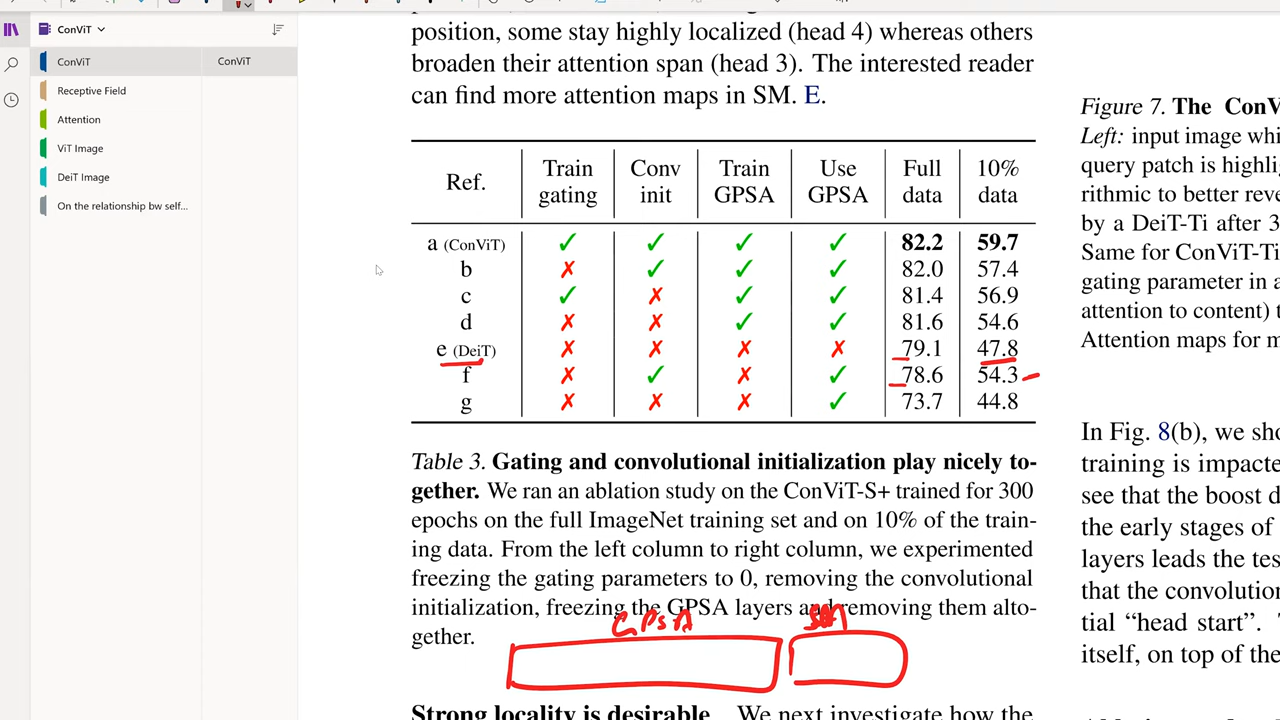 ConViT
ConViT
ConViT
Receptive Field
Attention
ViT Image
DeiT Image
On the relationship bw self...
position, some stay highly localized (head 4) whereas others
broaden their attention span (head 3). The interested reader
can find more attention maps in SM. E.
Ref. Train gating Conv init Train GPSA Use GPSA Full data 10% data
a (ConViT) ✓ ✓ ✓ ✓ 82.2 59.7
b ✗ ✓ ✓ ✓ 82.0 57.4
c ✓ ✗ ✓ ✓ 81.4 56.9
d ✗ ✗ ✓ ✓ 81.6 54.6
e (DeiT) ✗ ✗ ✗ ✗ 79.1 47.8
f ✗ ✓ ✗ ✓ 78.6 54.3
g ✗ ✗ ✗ ✓ 73.7 44.8
Table 3. Gating and convolutional initialization play nicely to-
gether. We ran an ablation study on the ConViT-S+ trained for 300
epochs on the full ImageNet training set and on 10% of the train-
ing data. From the left column to right column, we experimented
freezing the gating parameters to 0, removing the convolutional
initialization, freezing the GPSA layers and removing them alto-
gether.
GPSA
Strong locality is desirable We next investigate how the
Figure 7. The ConV
Left: input image whi
query patch is highlig
rithmic to better reve
by a DeiT-Ti after 3
Same for ConViT-Ti
gating parameter in a
attention to content) t
Attention maps for m
In Fig. 8(b), we sho
training is impacte
see that the boost d
the early stages of
layers leads the tes
that the convolution
tial “head start”.
itself, on top of the